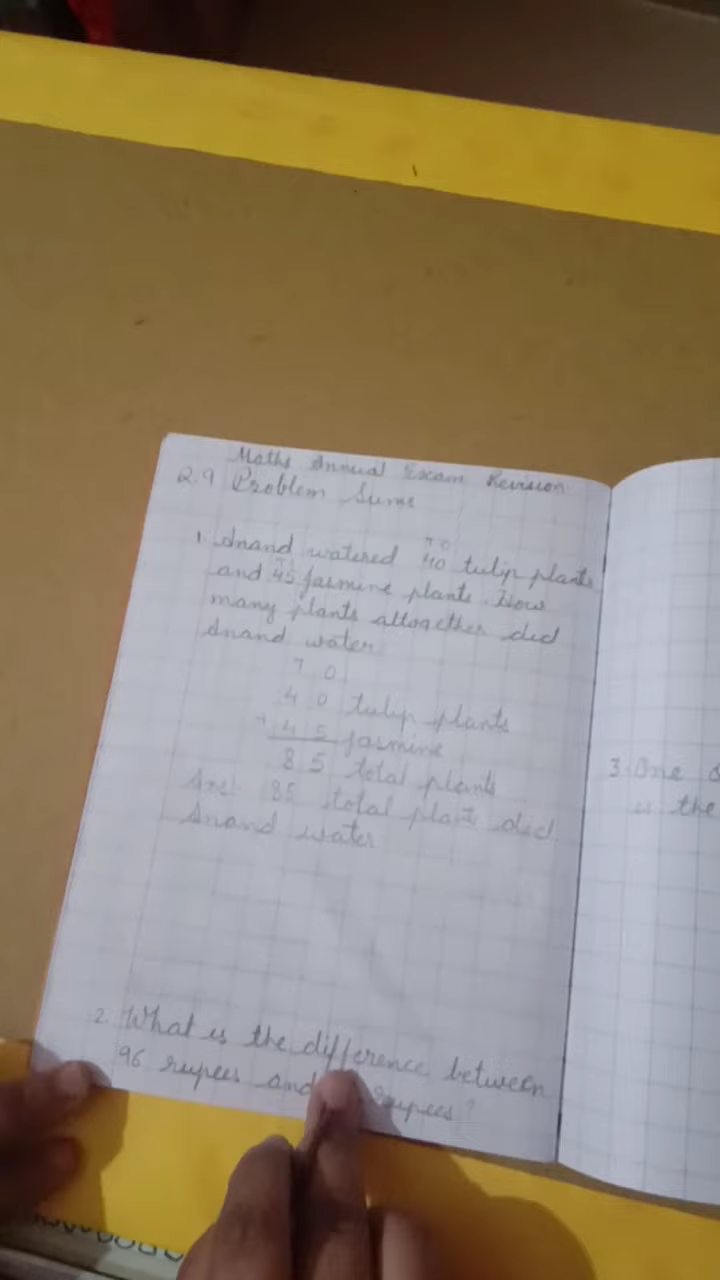 Maths Annual Exam Revision
2.9 Problem Sums
1. Anand watered 40 tulip plants
T O
and 45 Jasmine plants. How
many plants altogether did
Anand water
T O
4 0 tulip plants
+ 4 5 jasmine
8 5 total plants
Ans: 85 total plants did
Anand water
2. What is the difference between
96 rupees and rupees?
3. One
is the